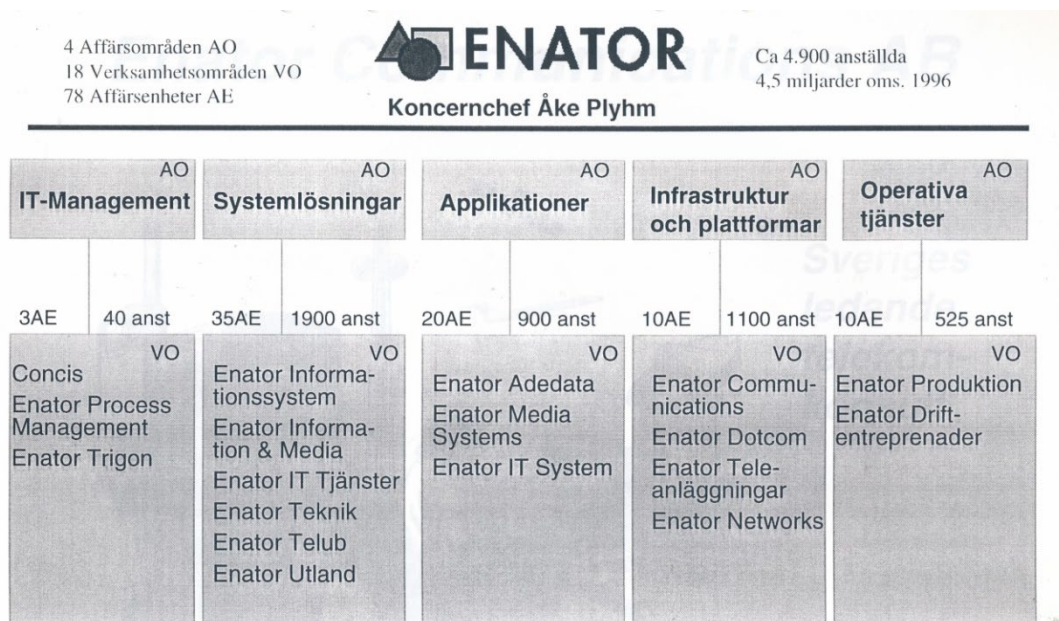 4 Affärsområden AO
18 Verksamhetsområden VO
78 Affärsenheter AE
ENATOR
Koncernchef Åke Plyhm
Ca 4.900 anställda
4,5 miljarder oms. 1996
AO
IT-Management
3AE 40 anst
VO
Concis
Enator Process
Management
Enator Trigon
AO
Systemlösningar
35AE 1900 anst
VO
Enator Informa-
tionssystem
Enator Informa-
tion & Media
Enator IT Tjänster
Enator Teknik
Enator Telub
Enator Utland
AO
Applikationer
20AE 900 anst
VO
Enator Adedata
Enator Media
Systems
Enator IT System
AO
Infrastruktur
och plattformar
10AE 1100 anst
VO
Enator Commu-
nications
Enator Dotcom
Enator Tele-
anläggningar
Enator Networks
AO
Operativa
tjänster
10AE 525 anst
VO
Enator Produktion
Enator Drift-
entreprenader